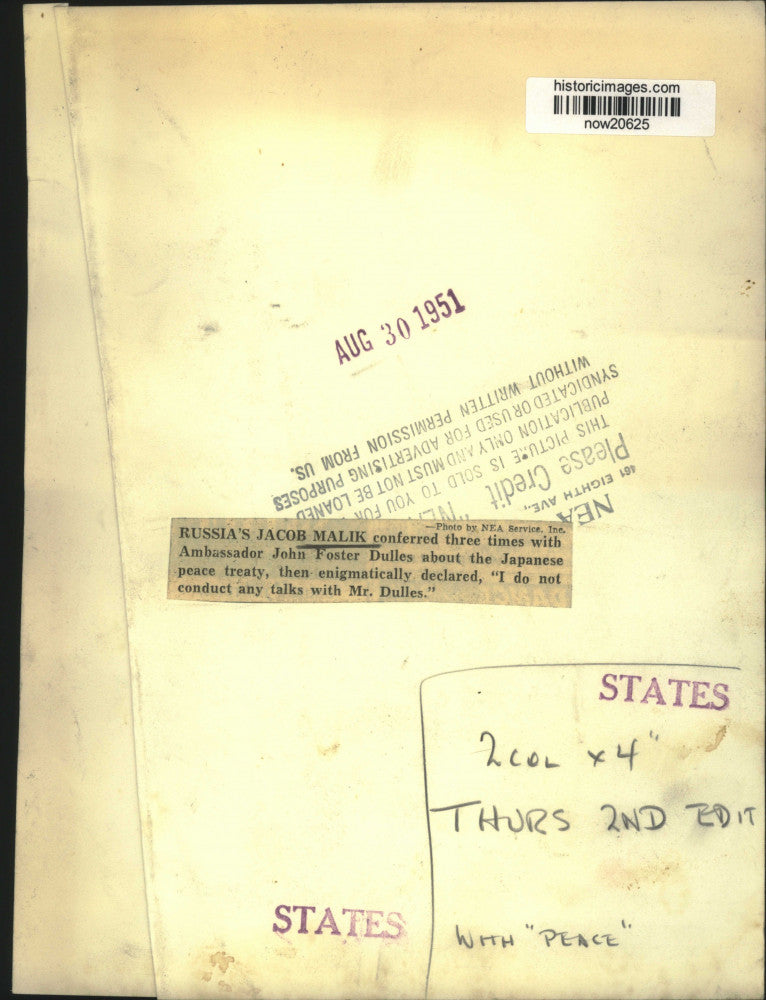 historicimages.com
now20625
AUG 30 1951
NEA
461 EIGHTH AVE.,
Please Credit "NEA
THIS PICTURE IS SOLD TO YOU FOR
PUBLICATION ONLY AND MUST NOT BE LOANED
SYNDICATED OR USED FOR ADVERTISING PURPOSES
WITHOUT WRITTEN PERMISSION FROM US.
—Photo by NEA Service, Inc.
RUSSIA'S JACOB MALIK conferred three times with
Ambassador John Foster Dulles about the Japanese
peace treaty, then enigmatically declared, "I do not
conduct any talks with Mr. Dulles."
STATES
2 COL x 4"
THURS 2ND EDIT
WITH "PEACE"
STATES